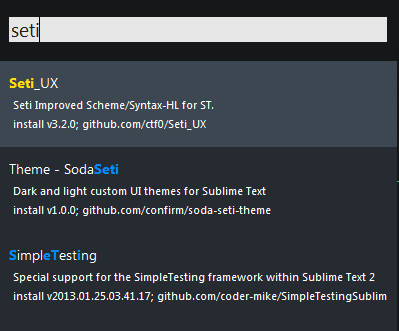 seti
Seti_UX
Seti Improved Scheme/Syntax-HL for ST.
install v3.2.0; github.com/ctf0/Seti_UX
Theme - SodaSeti
Dark and light custom UI themes for Sublime Text
install v1.0.0; github.com/confirm/soda-seti-theme
SimpleTesting
Special support for the SimpleTesting framework within Sublime Text 2
install v2013.01.25.03.41.17; github.com/coder-mike/SimpleTestingSublim